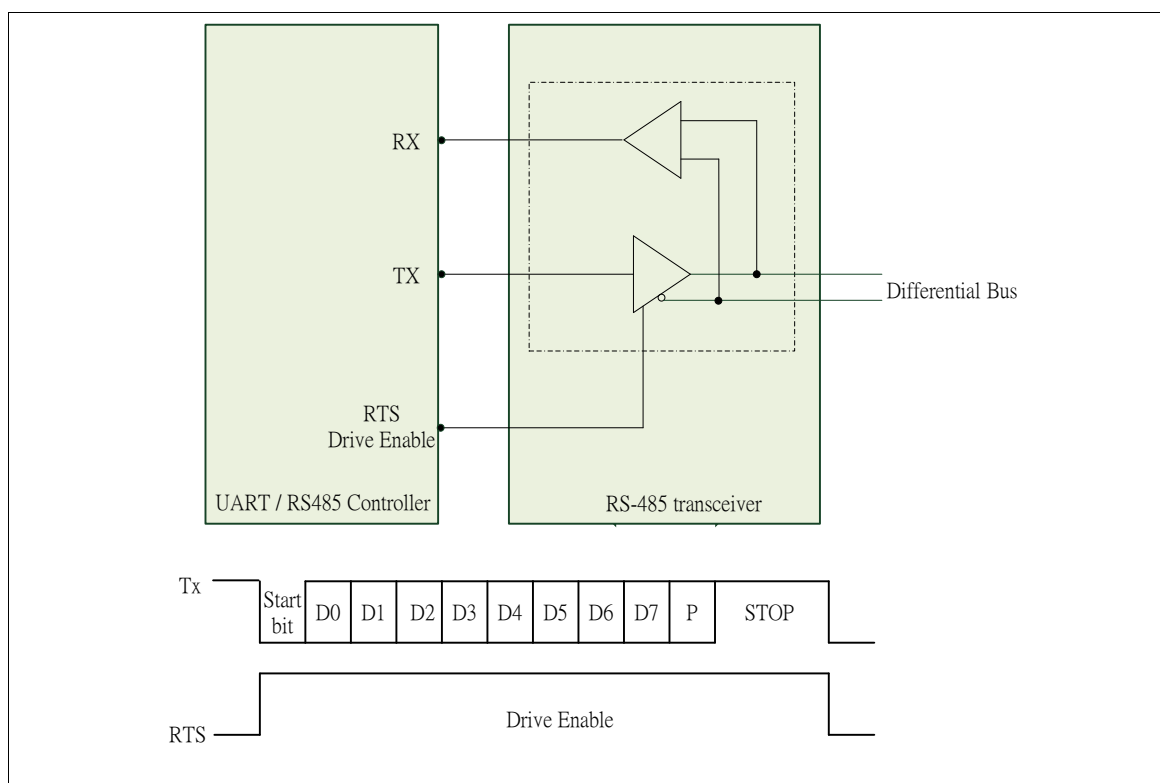 RX
TX
Differential Bus
RTS
Drive Enable
UART / RS485 Controller
RS-485 transceiver
Tx
Start
bit
D0
D1
D2
D3
D4
D5
D6
D7
P
STOP
RTS
Drive Enable